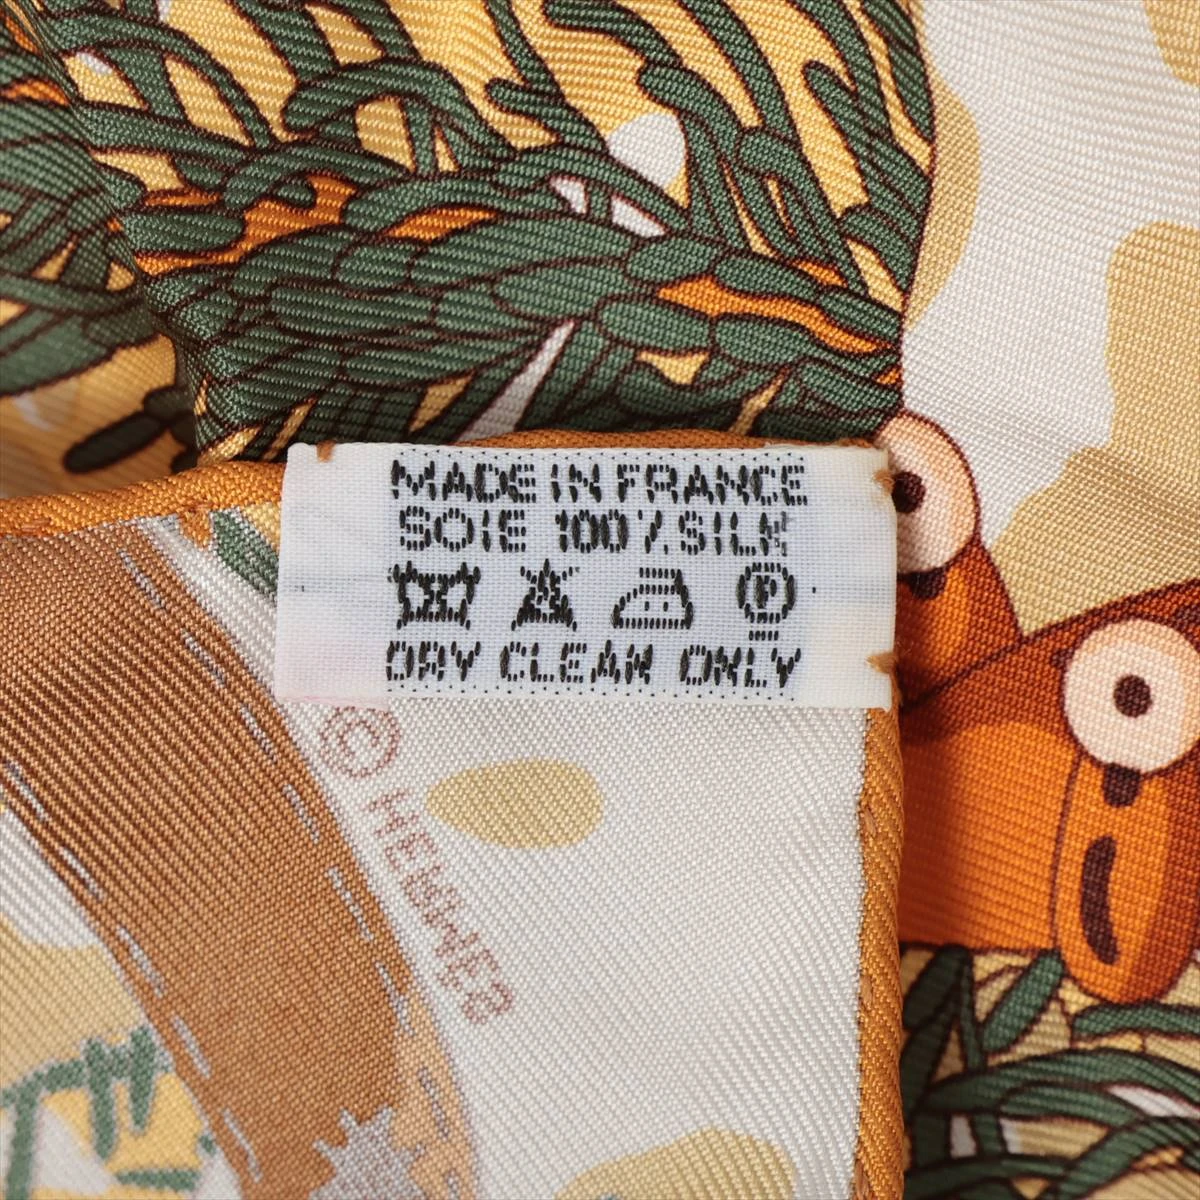 MADE IN FRANCE
SOIE 100% SILK
P
DRY CLEAN ONLY
© HERMES